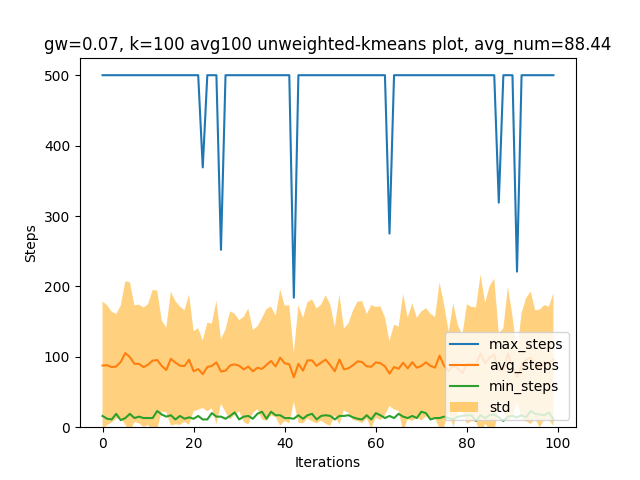 gw=0.07, k=100 avg100 unweighted-kmeans plot, avg_num=88.44
500
400
300
200
100
0
Steps
max_steps
avg_steps
min_steps
std
0 20 40 60 80 100
Iterations